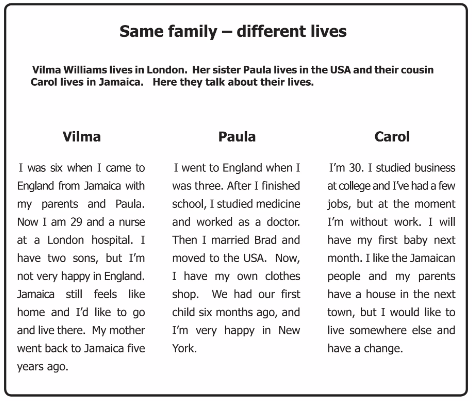 Same family – different lives
Vilma Williams lives in London.  Her sister Paula lives in the USA and their cousin
Carol lives in Jamaica.   Here they talk about their lives.
Vilma
I was six when I came to
England from Jamaica with
my parents and Paula.
Now I am 29 and a nurse
at a London hospital. I
have two sons, but I'm
not very happy in England.
Jamaica still feels like
home and I'd like to go
and live there. My mother
went back to Jamaica five
years ago.
Paula
I went to England when I
was three. After I finished
school, I studied medicine
and worked as a doctor.
Then I married Brad and
moved to the USA. Now,
I have my own clothes
shop. We had our first
child six months ago, and
I'm very happy in New
York.
Carol
I'm 30. I studied business
at college and I've had a few
jobs, but at the moment
I'm without work. I will
have my first baby next
month. I like the Jamaican
people and my parents
have a house in the next
town, but I would like to
live somewhere else and
have a change.